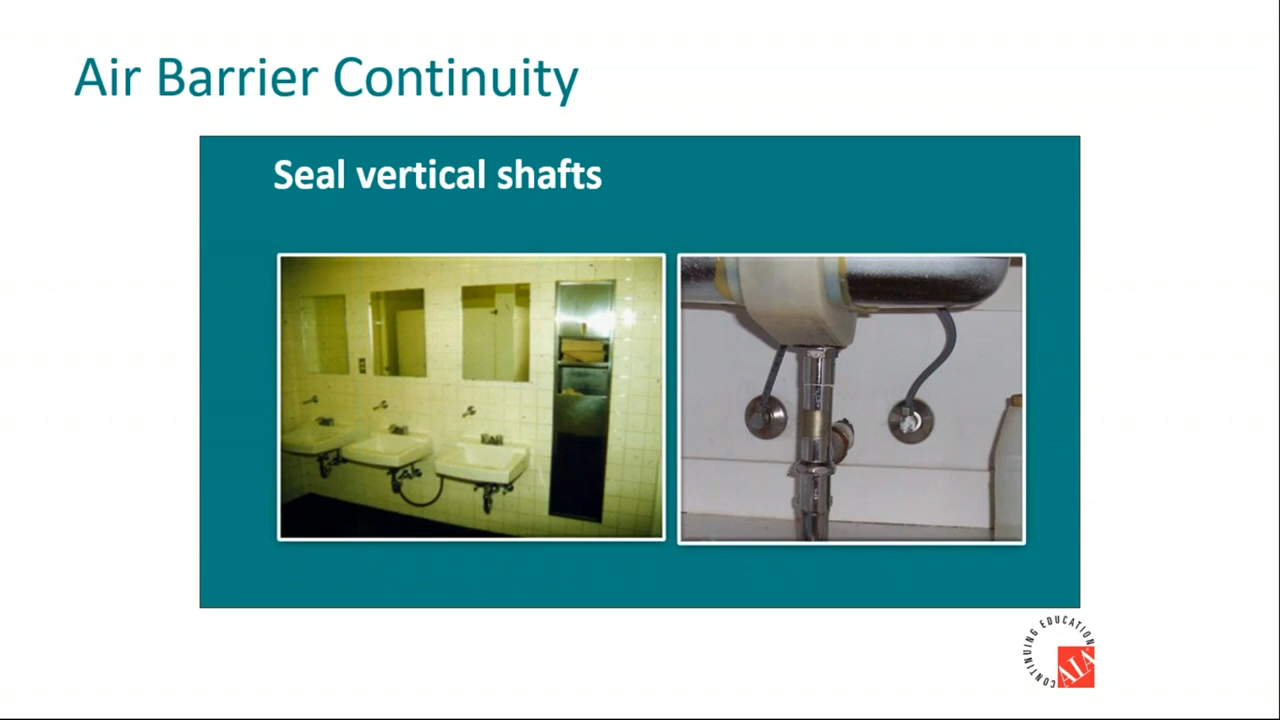 Air Barrier Continuity
Seal vertical shafts
CONTINUING EDUCATION
AIA